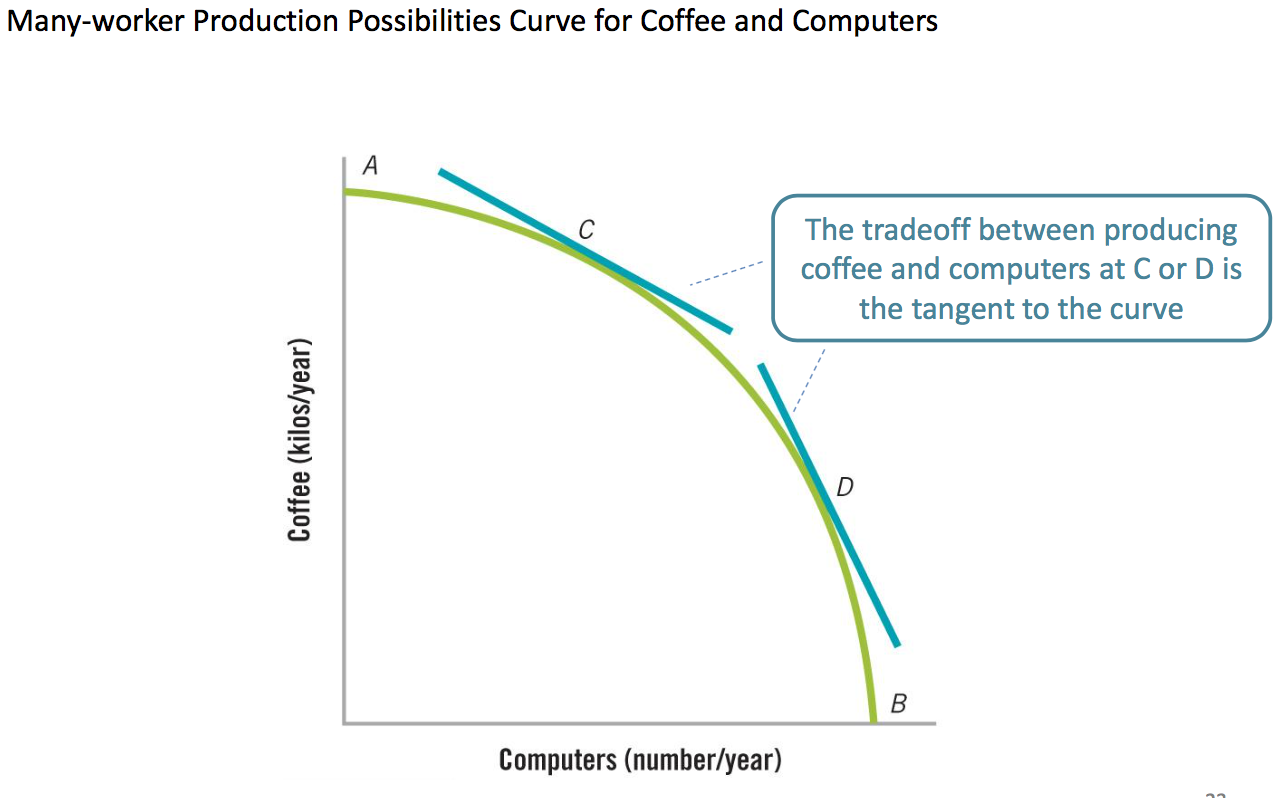 Many-worker Production Possibilities Curve for Coffee and Computers
A
C
The tradeoff between producing
coffee and computers at C or D is
the tangent to the curve
Coffee (kilos/year)
D
B
Computers (number/year)